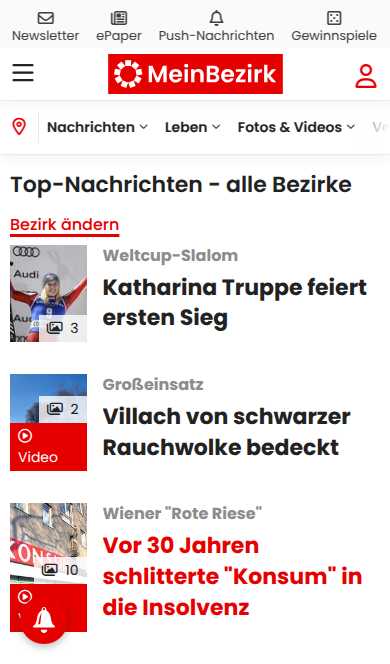 Newsletter ePaper Push-Nachrichten Gewinnspiele
MeinBezirk
Nachrichten Leben Fotos & Videos
Top-Nachrichten - alle Bezirke
Bezirk ändern
Audi
Weltcup-Slalom
Katharina Truppe feiert
ersten Sieg
3
Großeinsatz
2
Villach von schwarzer
Rauchwolke bedeckt
Video
Wiener "Rote Riese"
Vor 30 Jahren
schlitterte "Konsum" in
die Insolvenz
10